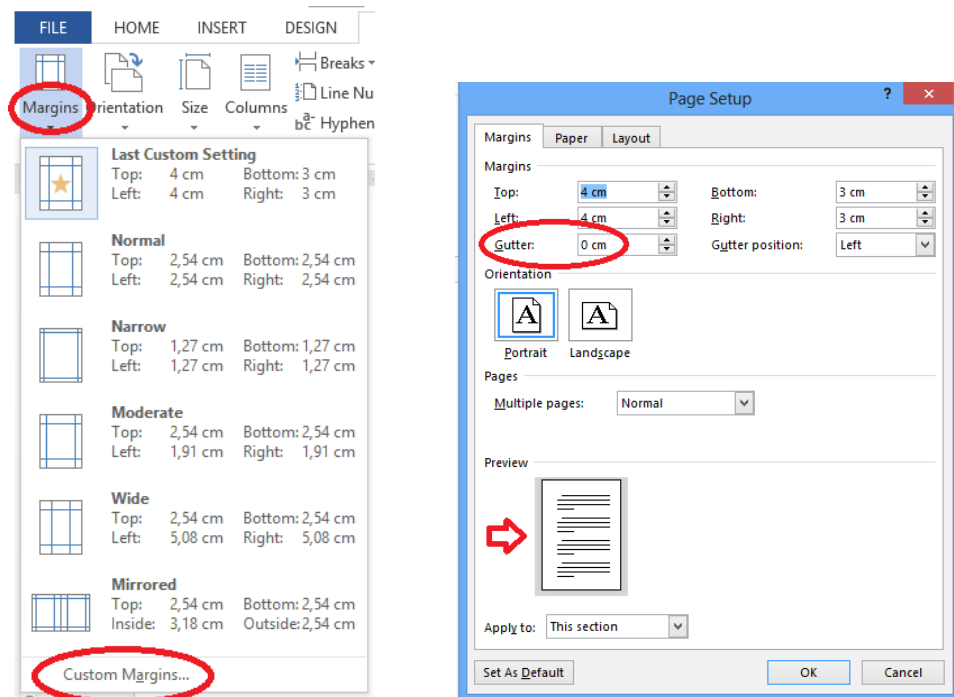 FILE HOME INSERT DESIGN
Breaks
Line Nu
Margins rientation Size Columns
Hyphen
Last Custom Setting
Top: 4 cm Bottom: 3 cm
Left: 4 cm Right: 3 cm
Normal
Top: 2,54 cm Bottom: 2,54 cm
Left: 2,54 cm Right: 2,54 cm
Narrow
Top: 1,27 cm Bottom: 1,27 cm
Left: 1,27 cm Right: 1,27 cm
Moderate
Top: 2,54 cm Bottom: 2,54 cm
Left: 1,91 cm Right: 1,91 cm
Wide
Top: 2,54 cm Bottom: 2,54 cm
Left: 5,08 cm Right: 5,08 cm
Mirrored
Top: 2,54 cm Bottom: 2,54 cm
Inside: 3,18 cm Outside: 2,54 cm
Custom Margins...
Page Setup ? ×
Margins Paper Layout
Margins
Top: 4 cm Bottom: 3 cm
Left: 4 cm Right: 3 cm
Gutter: 0 cm Gutter position: Left
Orientation
A A
Portrait Landscape
Pages
Multiple pages: Normal
Preview
Apply to: This section
Set As Default OK Cancel